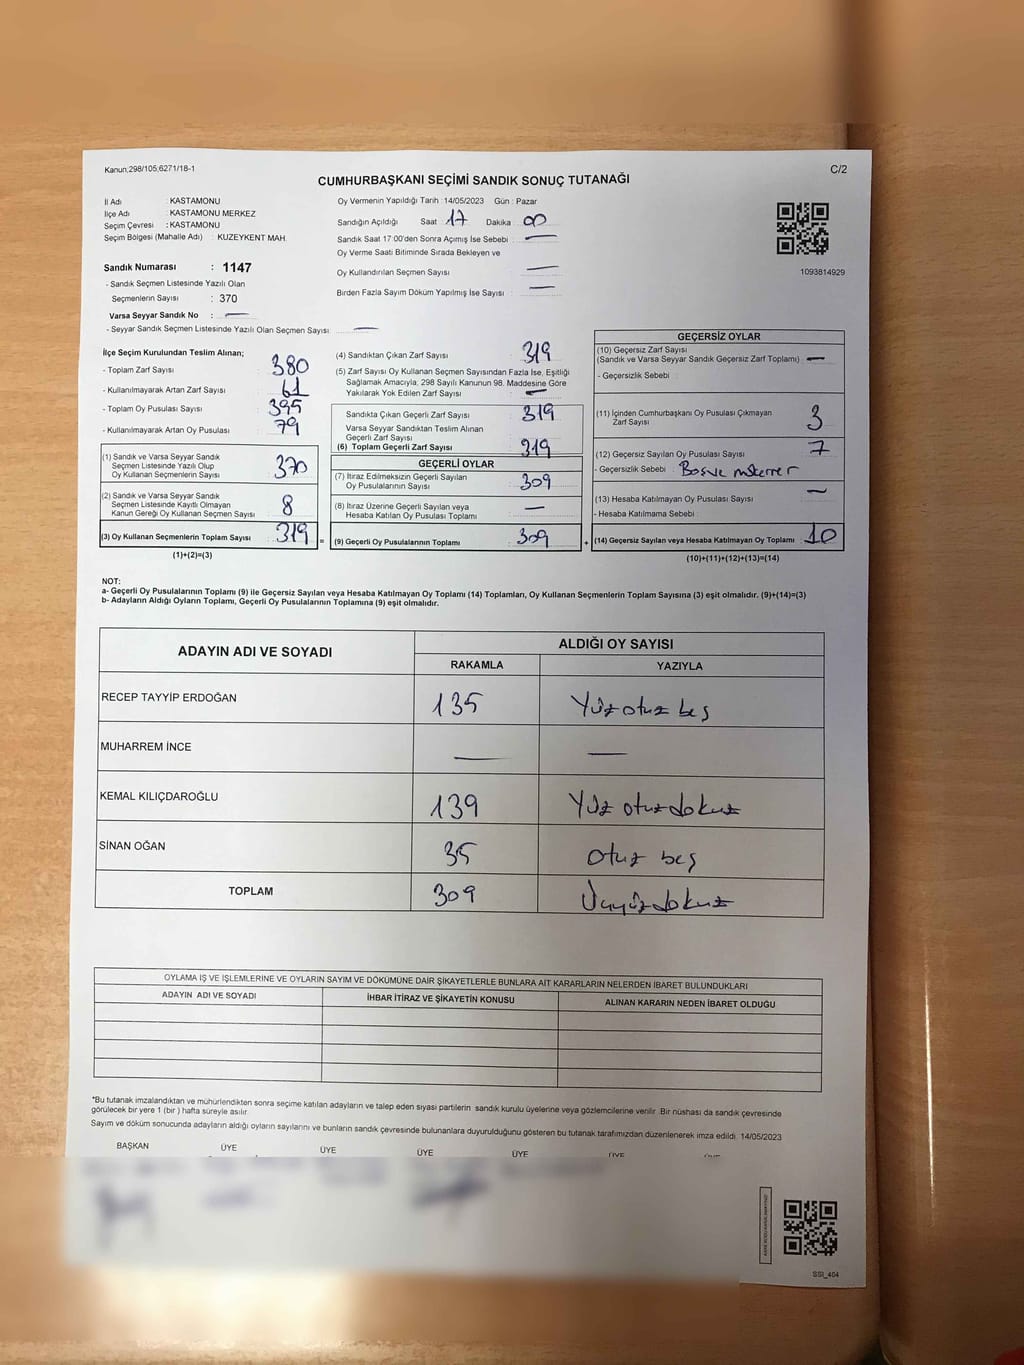 Kanun;298/105;6271/18-1
C/2
CUMHURBAŞKANI SEÇİMİ SANDIK SONUÇ TUTANAĞI
İl Adı : KASTAMONU
İlçe Adı : KASTAMONU MERKEZ
Seçim Çevresi : KASTAMONU
Seçim Bölgesi (Mahalle Adı) : KUZEYKENT MAH.
Sandık Numarası : 1147
- Sandık Seçmen Listesinde Yazılı Olan
Seçmenlerin Sayısı : 370
Varsa Seyyar Sandık No : —
- Seyyar Sandık Seçmen Listesinde Yazılı Olan Seçmen Sayısı: —
Oy Vermenin Yapıldığı Tarih : 14/05/2023 Gün : Pazar
Sandığın Açıldığı Saat 17 Dakika : 00
Sandık Saat 17:00'den Sonra Açımış İse Sebebi : —
Oy Verme Saati Bitiminde Sırada Bekleyen ve
Oy Kullandırılan Seçmen Sayısı : —
Birden Fazla Sayım Döküm Yapılmış İse Sayısı : —
1093814929
İlçe Seçim Kurulundan Teslim Alınan;
- Toplam Zarf Sayısı : 380
- Kullanılmayarak Artan Zarf Sayısı : 61
- Toplam Oy Pusulası Sayısı : 395
- Kullanılmayarak Artan Oy Pusulası : 79
(1) Sandık ve Varsa Seyyar Sandık
Seçmen Listesinde Yazılı Olup
Oy Kullanan Seçmenlerin Sayısı : 370
(2) Sandık ve Varsa Seyyar Sandık
Seçmen Listesinde Kayıtlı Olmayan
Kanun Gereği Oy Kullanan Seçmen Sayısı : 8
(3) Oy Kullanan Seçmenlerin Toplam Sayısı : 319 =
(1)+(2)=(3)
(4) Sandıktan Çıkan Zarf Sayısı : 319
(5) Zarf Sayısı Oy Kullanan Seçmen Sayısından Fazla İse, Eşitliği
Sağlamak Amacıyla, 298 Sayılı Kanunun 98. Maddesine Göre
Yakılarak Yok Edilen Zarf Sayısı : —
Sandıkta Çıkan Geçerli Zarf Sayısı : 319
Varsa Seyyar Sandıktan Teslim Alınan
Geçerli Zarf Sayısı
(6) Toplam Geçerli Zarf Sayısı : 319
GEÇERLİ OYLAR
(7) İtiraz Edilmeksizin Geçerli Sayılan
Oy Pusulalarının Sayısı : 309
(8) İtiraz Üzerine Geçerli Sayılan veya
Hesaba Katılan Oy Pusulası Toplamı : —
(9) Geçerli Oy Pusulalarının Toplamı : 309 +
GEÇERSİZ OYLAR
(10) Geçersiz Zarf Sayısı
(Sandık ve Varsa Seyyar Sandık Geçersiz Zarf Toplamı) : —
- Geçersizlik Sebebi :
(11) İçinden Cumhurbaşkanı Oy Pusulası Çıkmayan
Zarf Sayısı : 3
(12) Geçersiz Sayılan Oy Pusulası Sayısı : 7
- Geçersizlik Sebebi : Boş ve mükerrer
(13) Hesaba Katılmayan Oy Pusulası Sayısı : —
- Hesaba Katılmama Sebebi :
(14) Geçersiz Sayılan veya Hesaba Katılmayan Oy Toplamı : 10
(10)+(11)+(12)+(13)=(14)
NOT:
a- Geçerli Oy Pusulalarının Toplamı (9) ile Geçersiz Sayılan veya Hesaba Katılmayan Oy Toplamı (14) Toplamları, Oy Kullanan Seçmenlerin Toplam Sayısına (3) eşit olmalıdır. (9)+(14)=(3)
b- Adayların Aldığı Oyların Toplamı, Geçerli Oy Pusulalarının Toplamına (9) eşit olmalıdır.
ADAYIN ADI VE SOYADI
ALDIĞI OY SAYISI
RAKAMLA YAZIYLA
RECEP TAYYİP ERDOĞAN 135 Yüz otuz beş
MUHARREM İNCE — —
KEMAL KILIÇDAROĞLU 139 Yüz otuz dokuz
SİNAN OĞAN 35 otuz beş
TOPLAM 309 Üçyüz dokuz
OYLAMA İŞ VE İŞLEMLERİNE VE OYLARIN SAYIM VE DÖKÜMÜNE DAİR ŞİKAYETLERLE BUNLARA AİT KARARLARIN NELERDEN İBARET BULUNDUKLARI
ADAYIN ADI VE SOYADI İHBAR İTİRAZ VE ŞİKAYETİN KONUSU ALINAN KARARIN NEDEN İBARET OLDUĞU
*Bu tutanak imzalandıktan ve mühürlendikten sonra seçime katılan adayların ve talep eden siyasi partilerin sandık kurulu üyelerine veya gözlemcilerine verilir. Bir nüshası da sandık çevresinde
görülecek bir yere 1 (bir ) hafta süreyle asılır.
Sayım ve döküm sonucunda adayların aldığı oyların sayılarını ve bunların sandık çevresinde bulunanlara duyurulduğunu gösteren bu tutanak tarafımızdan düzenlenerek imza edildi. 14/05/2023
BAŞKAN ÜYE ÜYE ÜYE ÜYE ÜYE
SSI_404